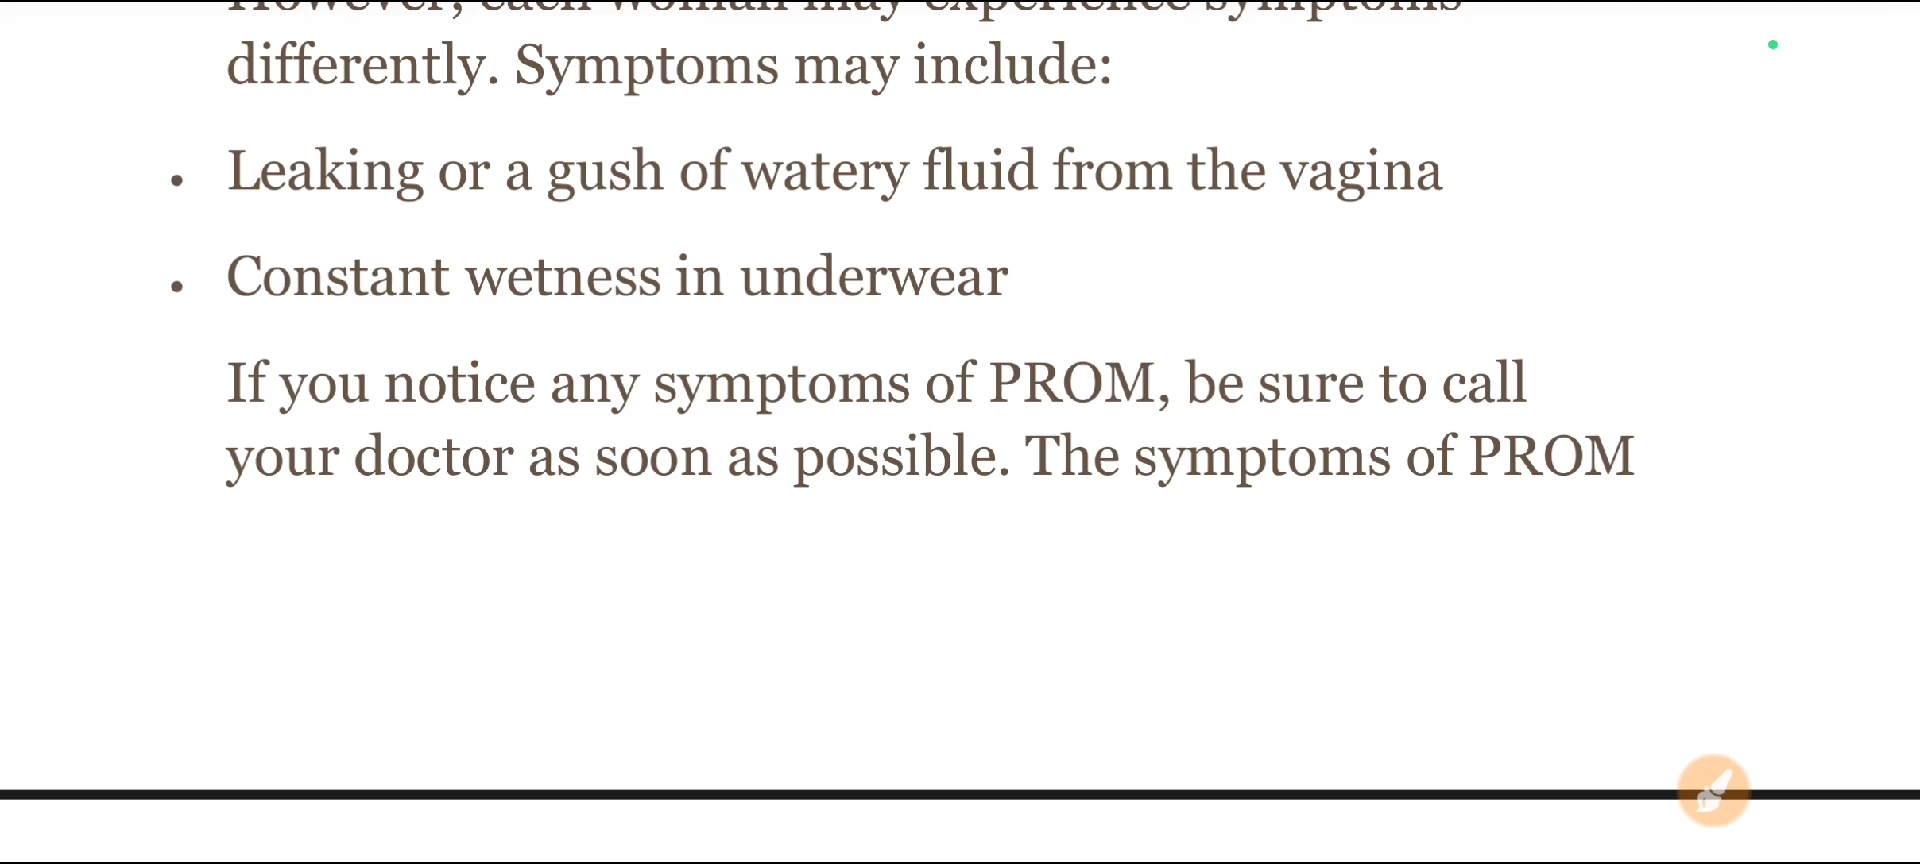 However, each woman may experience symptoms
differently. Symptoms may include:
• Leaking or a gush of watery fluid from the vagina
• Constant wetness in underwear
If you notice any symptoms of PROM, be sure to call
your doctor as soon as possible. The symptoms of PROM